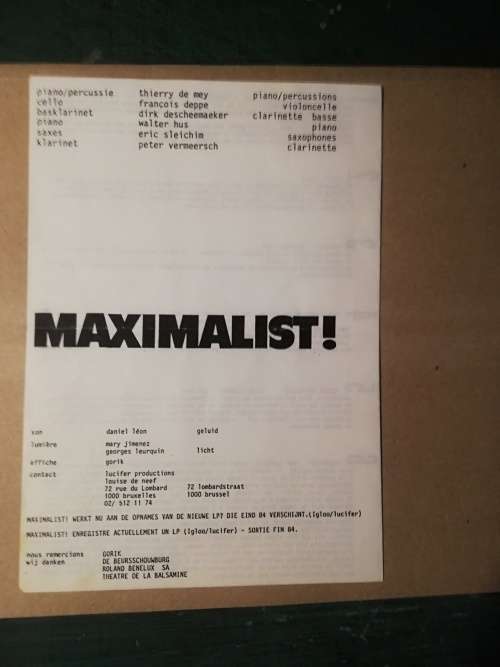 piano/percussie thierry de mey piano/percussions
cello françois deppe violoncelle
basklarinet dirk descheemaeker clarinette basse
piano walter hus piano
saxes eric sleichim saxophones
klarinet peter vermeersch clarinette
MAXIMALIST!
son daniel léon geluid
lumière mary jimenez
georges leurquin licht
affiche gorik
contact lucifer productions
louise de neef
72 rue du Lombard 72 lombardstraat
1000 bruxelles 1000 brussel
02/ 512 11 74
MAXIMALIST! WERKT NU AAN DE OPNAMES VAN DE NIEUWE LP? DIE EIND 84 VERSCHIJNT.(Igloo/lucifer)
MAXIMALIST! ENREGISTRE ACTUELLEMENT UN LP (Igloo/lucifer) - SORTIE FIN 84.
nous remercions GORIK
wij danken DE BEURSSCHOUWBURG
ROLAND BENELUX SA
THEATRE DE LA BALSAMINE